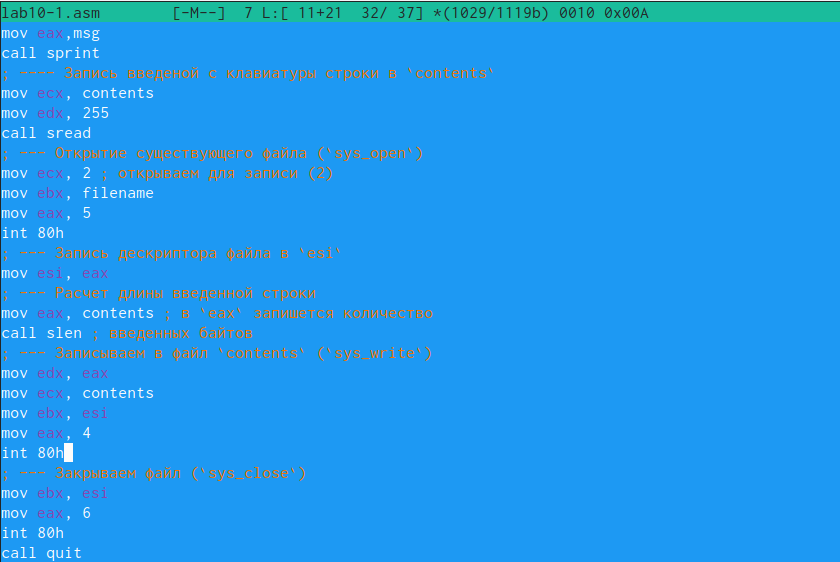 lab10-1.asm        [-M--]  7 L:[ 11+21  32/ 37] *(1029/1119b) 0010 0x00A
mov eax,msg
call sprint
; ---- Запись введеной с клавиатуры строки в `contents`
mov ecx, contents
mov edx, 255
call sread
; --- Открытие существующего файла (`sys_open`)
mov ecx, 2 ; открываем для записи (2)
mov ebx, filename
mov eax, 5
int 80h
; --- Запись дескриптора файла в `esi`
mov esi, eax
; --- Расчет длины введенной строки
mov eax, contents ; в `eax` запишется количество
call slen ; введенных байтов
; --- Записываем в файл `contents` (`sys_write`)
mov edx, eax
mov ecx, contents
mov ebx, esi
mov eax, 4
int 80h
; --- Закрываем файл (`sys_close`)
mov ebx, esi
mov eax, 6
int 80h
call quit